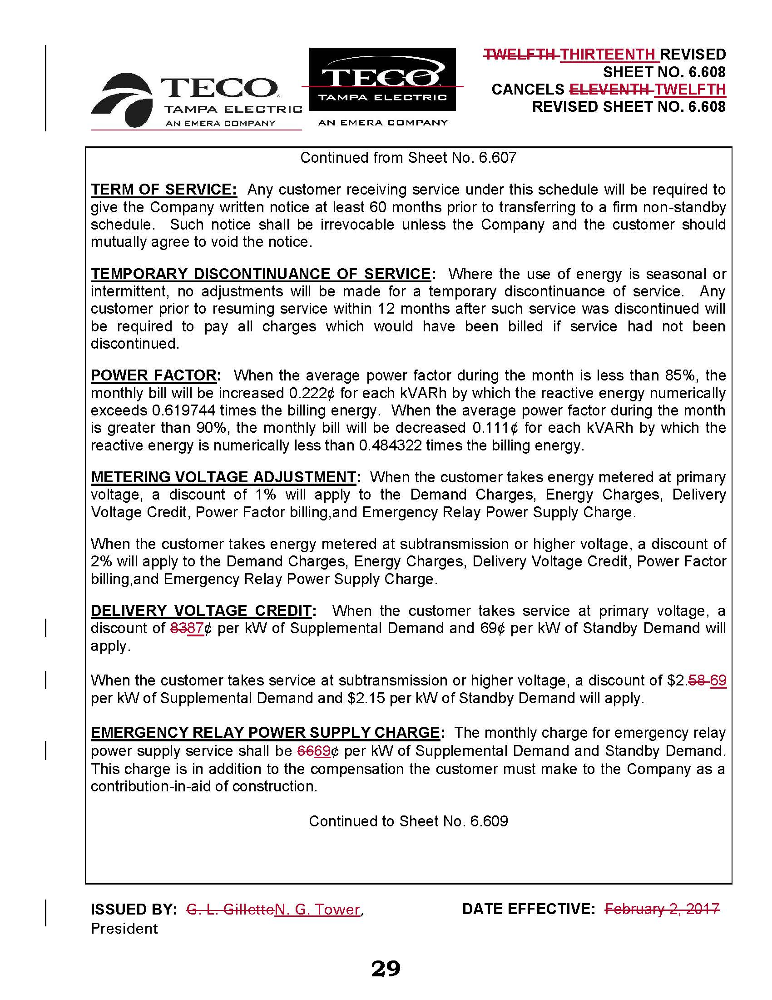 TWELFTH THIRTEENTH REVISED
SHEET NO. 6.608
CANCELS ELEVENTH TWELFTH
REVISED SHEET NO. 6.608
TECO®
TAMPA ELECTRIC
AN EMERA COMPANY
TECO®
TAMPA ELECTRIC
AN EMERA COMPANY
Continued from Sheet No. 6.607
TERM OF SERVICE: Any customer receiving service under this schedule will be required to
give the Company written notice at least 60 months prior to transferring to a firm non-standby
schedule. Such notice shall be irrevocable unless the Company and the customer should
mutually agree to void the notice.
TEMPORARY DISCONTINUANCE OF SERVICE: Where the use of energy is seasonal or
intermittent, no adjustments will be made for a temporary discontinuance of service. Any
customer prior to resuming service within 12 months after such service was discontinued will
be required to pay all charges which would have been billed if service had not been
discontinued.
POWER FACTOR: When the average power factor during the month is less than 85%, the
monthly bill will be increased 0.222¢ for each kVARh by which the reactive energy numerically
exceeds 0.619744 times the billing energy. When the average power factor during the month
is greater than 90%, the monthly bill will be decreased 0.111¢ for each kVARh by which the
reactive energy is numerically less than 0.484322 times the billing energy.
METERING VOLTAGE ADJUSTMENT: When the customer takes energy metered at primary
voltage, a discount of 1% will apply to the Demand Charges, Energy Charges, Delivery
Voltage Credit, Power Factor billing,and Emergency Relay Power Supply Charge.
When the customer takes energy metered at subtransmission or higher voltage, a discount of
2% will apply to the Demand Charges, Energy Charges, Delivery Voltage Credit, Power Factor
billing,and Emergency Relay Power Supply Charge.
DELIVERY VOLTAGE CREDIT: When the customer takes service at primary voltage, a
discount of 8387¢ per kW of Supplemental Demand and 69¢ per kW of Standby Demand will
apply.
When the customer takes service at subtransmission or higher voltage, a discount of $2.58 69
per kW of Supplemental Demand and $2.15 per kW of Standby Demand will apply.
EMERGENCY RELAY POWER SUPPLY CHARGE: The monthly charge for emergency relay
power supply service shall be 6669¢ per kW of Supplemental Demand and Standby Demand.
This charge is in addition to the compensation the customer must make to the Company as a
contribution-in-aid of construction.
Continued to Sheet No. 6.609
ISSUED BY: G. L. GilletteN. G. Tower,
President
DATE EFFECTIVE: February 2, 2017
29